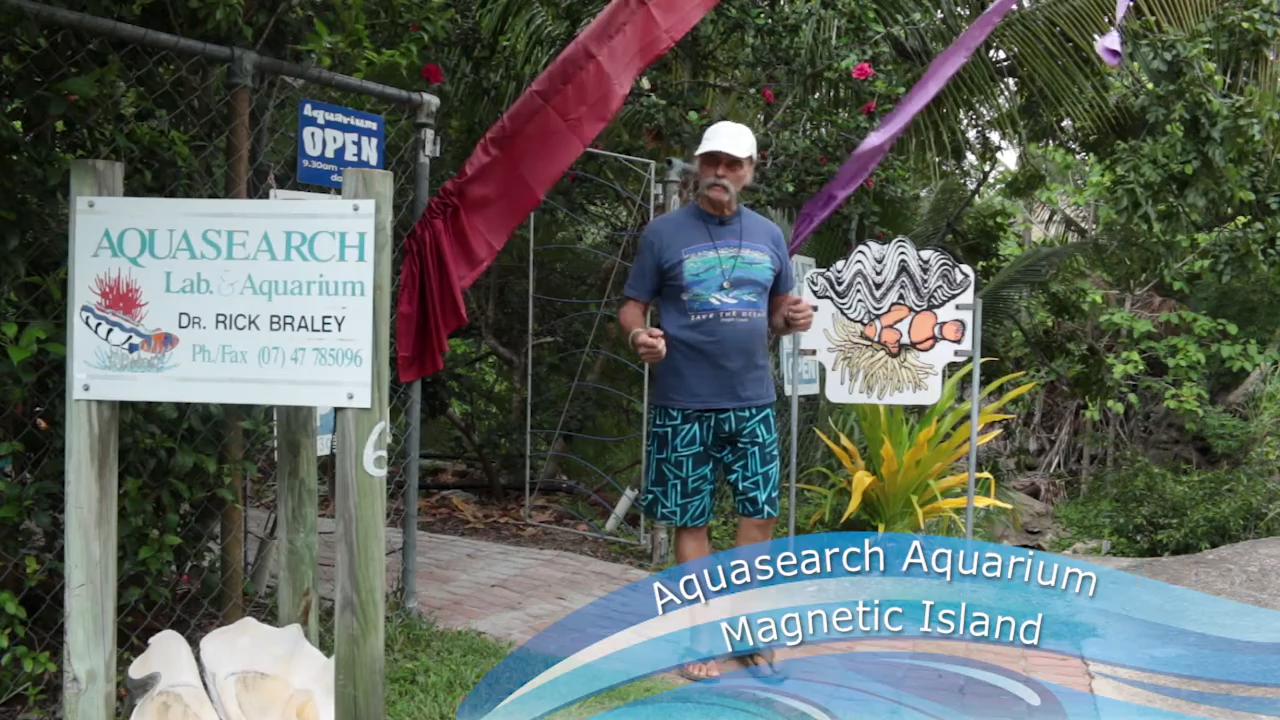 Aquarium
OPEN
9.30am
AQUASEARCH
Lab. & Aquarium
DR. RICK BRALEY
Ph./Fax (07) 47 785096
6
SAVE THE
OPEN
Aquasearch Aquarium
Magnetic Island